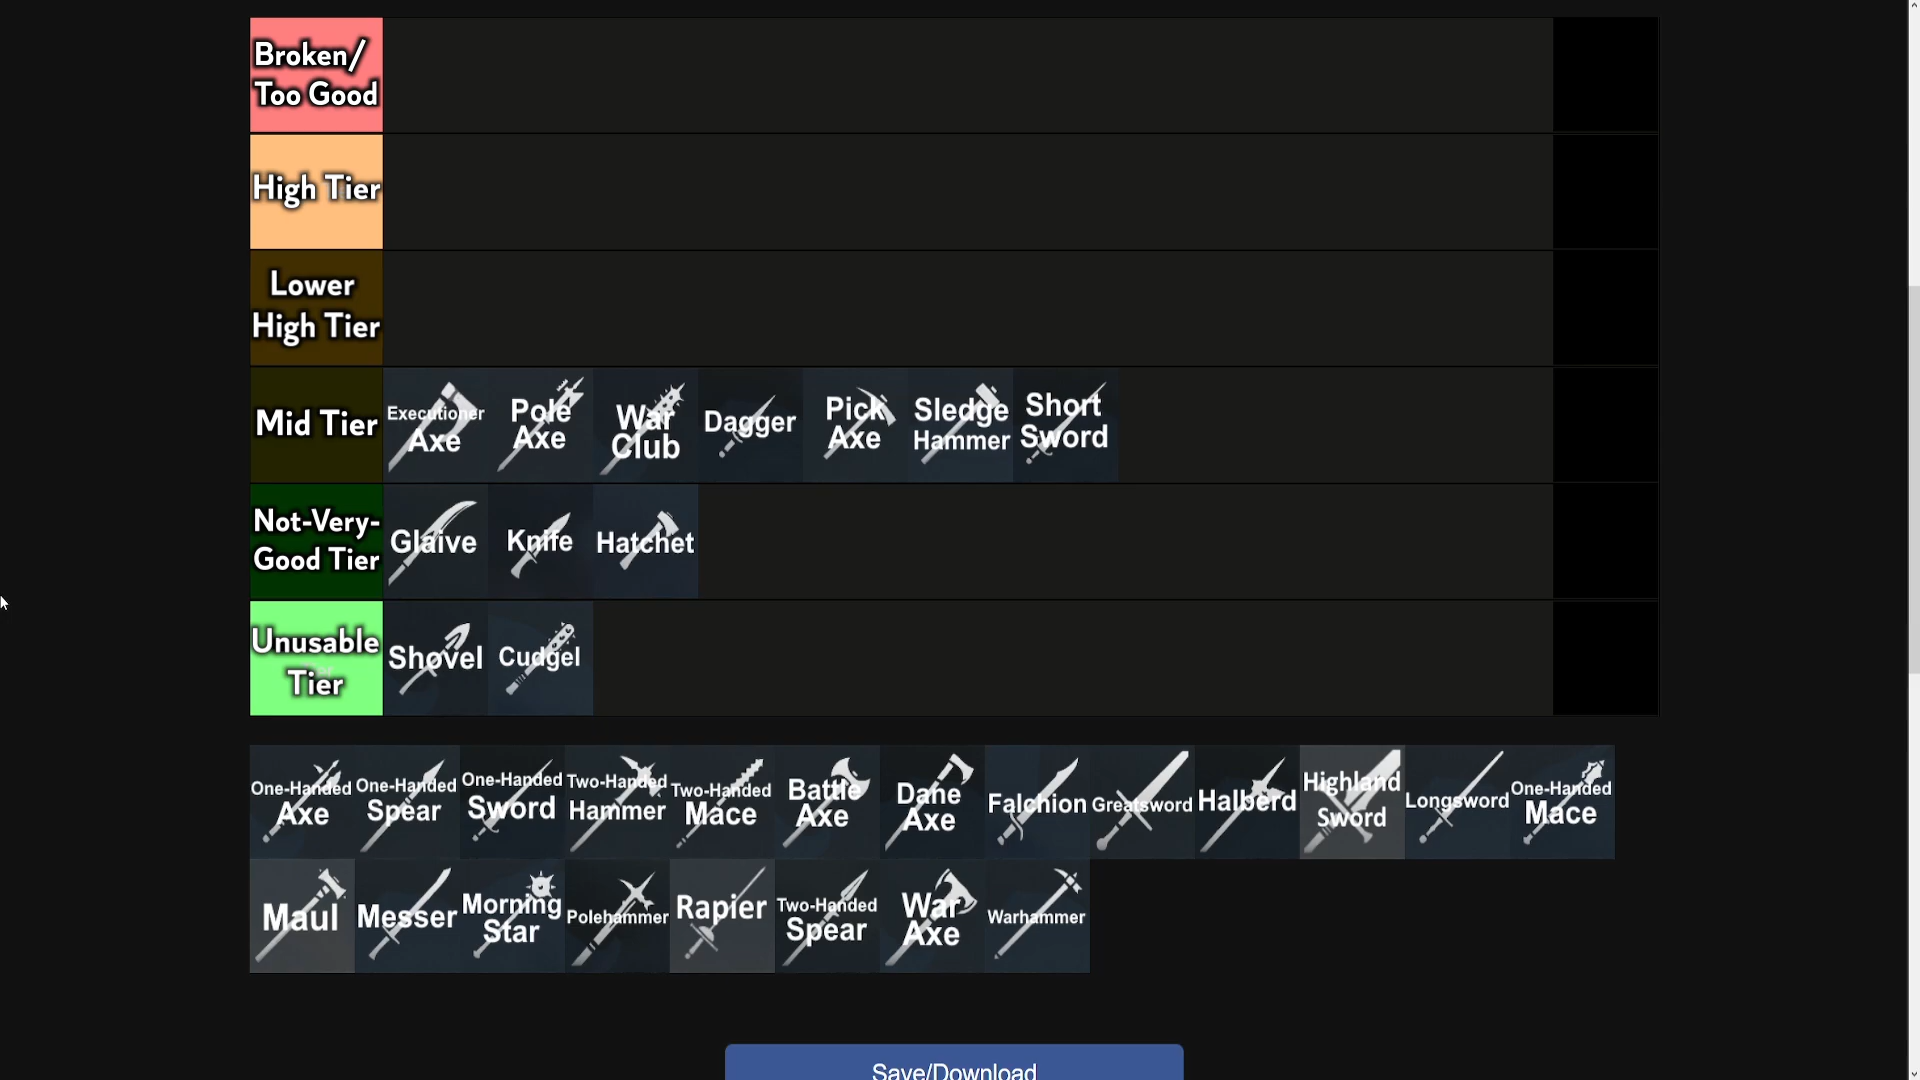 Broken/
Too Good
High Tier
Lower
High Tier
Mid Tier
Executioner
Axe
Pole
Axe
War
Club
Dagger
Pick
Axe
Sledge
Hammer
Short
Sword
Not-Very-
Good Tier
Glaive
Knife
Hatchet
Unusable
Tier
Shovel
Cudgel
One-Handed
Axe
One-Handed
Spear
One-Handed
Sword
Two-Handed
Hammer
Two-Handed
Mace
Battle
Axe
Dane
Axe
Falchion
Greatsword
Halberd
Highland
Sword
Longsword
One-Handed
Mace
Maul
Messer
Morning
Star
Polehammer
Rapier
Two-Handed
Spear
War
Axe
Warhammer
Save/Download